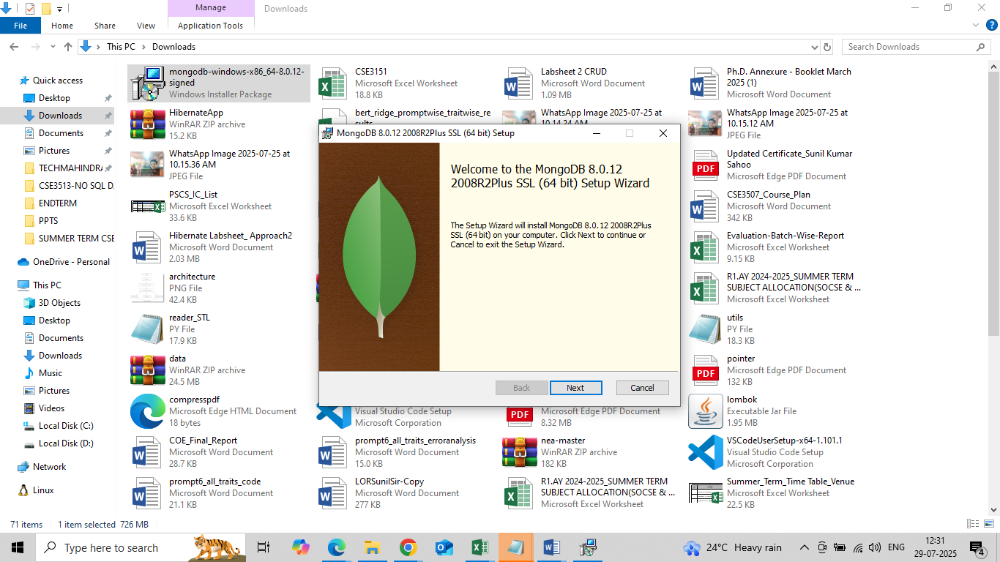 Manage
Downloads
File
Home
Share
View
Application Tools
This PC
Downloads
Search Downloads
Quick access
Desktop
Downloads
Documents
Pictures
TECHMAHINDRA
CSE3513-NO SQL D
ENDTERM
PPTS
SUMMER TERM CSE
OneDrive - Personal
This PC
3D Objects
Desktop
Documents
Downloads
Music
Pictures
Videos
Local Disk (C:)
Local Disk (D:)
Network
Linux
mongodb-windows-x86_64-8.0.12-
signed
Windows Installer Package
CSE3151
Microsoft Excel Worksheet
18.8 KB
Labsheet 2 CRUD
Microsoft Word Document
1.09 MB
Ph.D. Annexure - Booklet March
2025 (1)
Microsoft Word Document
HibernateApp
WinRAR ZIP archive
15.2 KB
bert_ridge_promptwise_traitwise_re
WhatsApp Image 2025-07-25 at
WhatsApp Image 2025-07-25 at
10.15.12 AM
JPEG File
WhatsApp Image 2025-07-25 at
10.15.36 AM
JPEG File
PDF
Updated Certificate_Sunil Kumar
Sahoo
Microsoft Edge PDF Document
PSCS_IC_List
Microsoft Excel Worksheet
33.6 KB
CSE3507_Course_Plan
Microsoft Word Document
342 KB
Hibernate Labsheet_ Approach2
Microsoft Word Document
2.03 MB
Evaluation-Batch-Wise-Report
Microsoft Excel Worksheet
9.15 KB
architecture
PNG File
42.4 KB
R1.AY 2024-2025_SUMMER TERM
SUBJECT ALLOCATION(SOCSE & ...
Microsoft Excel Worksheet
reader_STL
PY File
17.9 KB
utils
PY File
18.3 KB
data
WinRAR ZIP archive
24.5 MB
PDF
pointer
Microsoft Edge PDF Document
132 KB
compresspdf
Microsoft Edge HTML Document
18 bytes
Visual Studio Code Setup
Microsoft Corporation
PDF
Microsoft Edge PDF Document
8.32 MB
lombok
Executable Jar File
1.95 MB
COE_Final_Report
Microsoft Word Document
28.7 KB
prompt6_all_traits_erroranalysis
Microsoft Word Document
15.0 KB
nea-master
WinRAR ZIP archive
182 KB
VSCodeUserSetup-x64-1.101.1
Visual Studio Code Setup
Microsoft Corporation
prompt6_all_traits_code
Microsoft Word Document
21.1 KB
LORSunilSir-Copy
Microsoft Word Document
277 KB
R1.AY 2024-2025_SUMMER TERM
SUBJECT ALLOCATION(SOCSE & ...
Microsoft Excel Worksheet
Summer_Term_Time Table_Venue
Microsoft Excel Worksheet
22.5 KB
MongoDB 8.0.12 2008R2Plus SSL (64 bit) Setup
Welcome to the MongoDB 8.0.12
2008R2Plus SSL (64 bit) Setup Wizard
The Setup Wizard will install MongoDB 8.0.12 2008R2Plus
SSL (64 bit) on your computer. Click Next to continue or
Cancel to exit the Setup Wizard.
Back
Next
Cancel
71 items
1 item selected 726 MB
Type here to search
24°C Heavy rain
ENG
12:31
29-07-2025
4